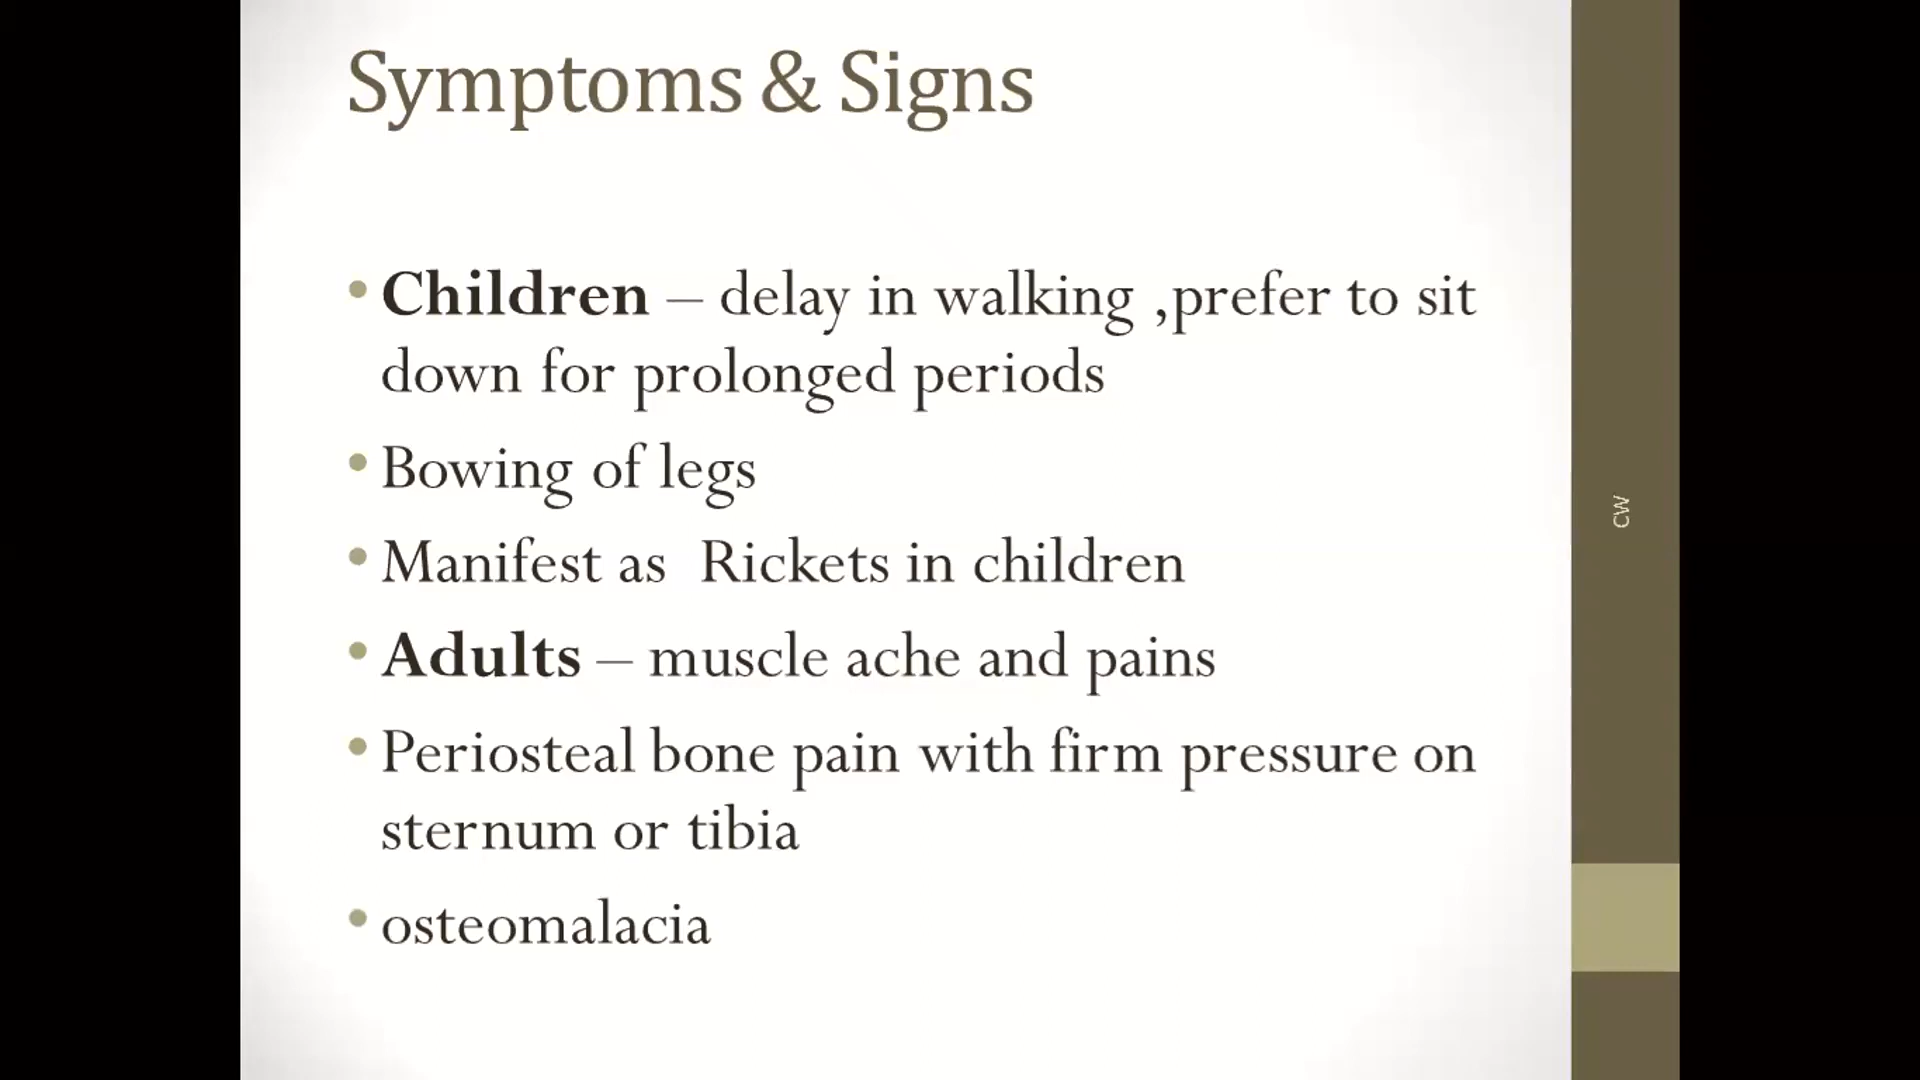 Symptoms & Signs
• Children – delay in walking ,prefer to sit
down for prolonged periods
• Bowing of legs
• Manifest as  Rickets in children
• Adults – muscle ache and pains
• Periosteal bone pain with firm pressure on
sternum or tibia
• osteomalacia
CW